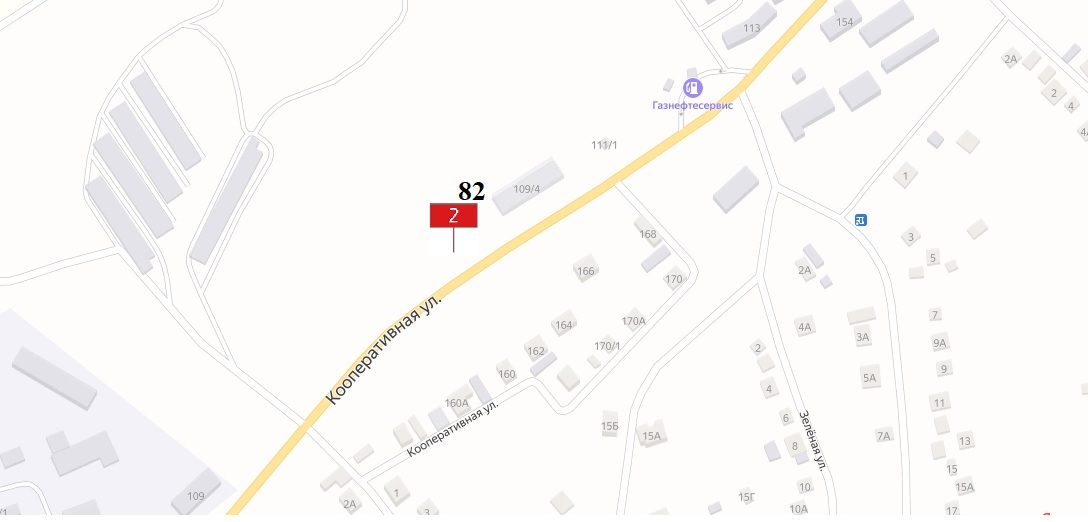 113
154
2А
2
4
4А
Газнефтесервис
111/1
109/4
82
2
1
168
3
5
166
170
2А
164
170А
7
4А
3А
9А
170/1
162
2
160
9
5А
4
160А
11
Кооперативная ул.
Кооперативная ул.
6
15Б
15А
7А
13
8
Зелёная ул.
15
109
1
2А
3
10
15Г
15А
10А
17
/1